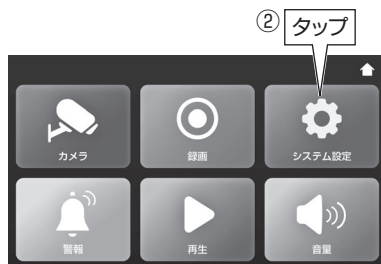 ② タップ
カメラ 録画 システム設定
警報 再生 音量